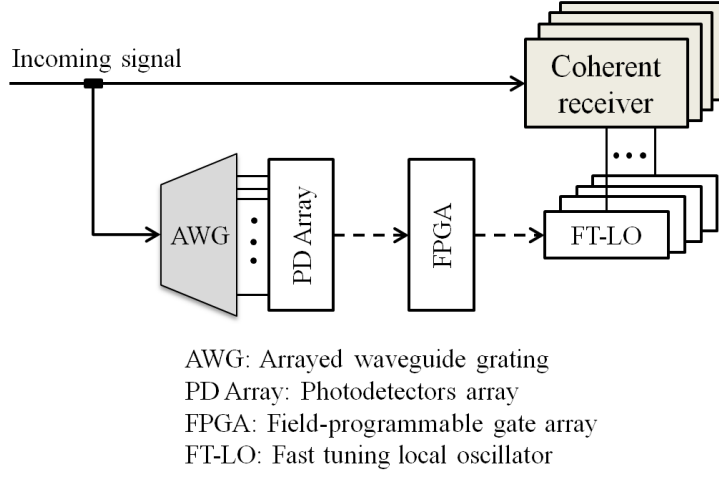 Incoming signal
Coherent
receiver
AWG
PD Array
FPGA
FT-LO
AWG: Arrayed waveguide grating
PD Array: Photodetectors array
FPGA: Field-programmable gate array
FT-LO: Fast tuning local oscillator